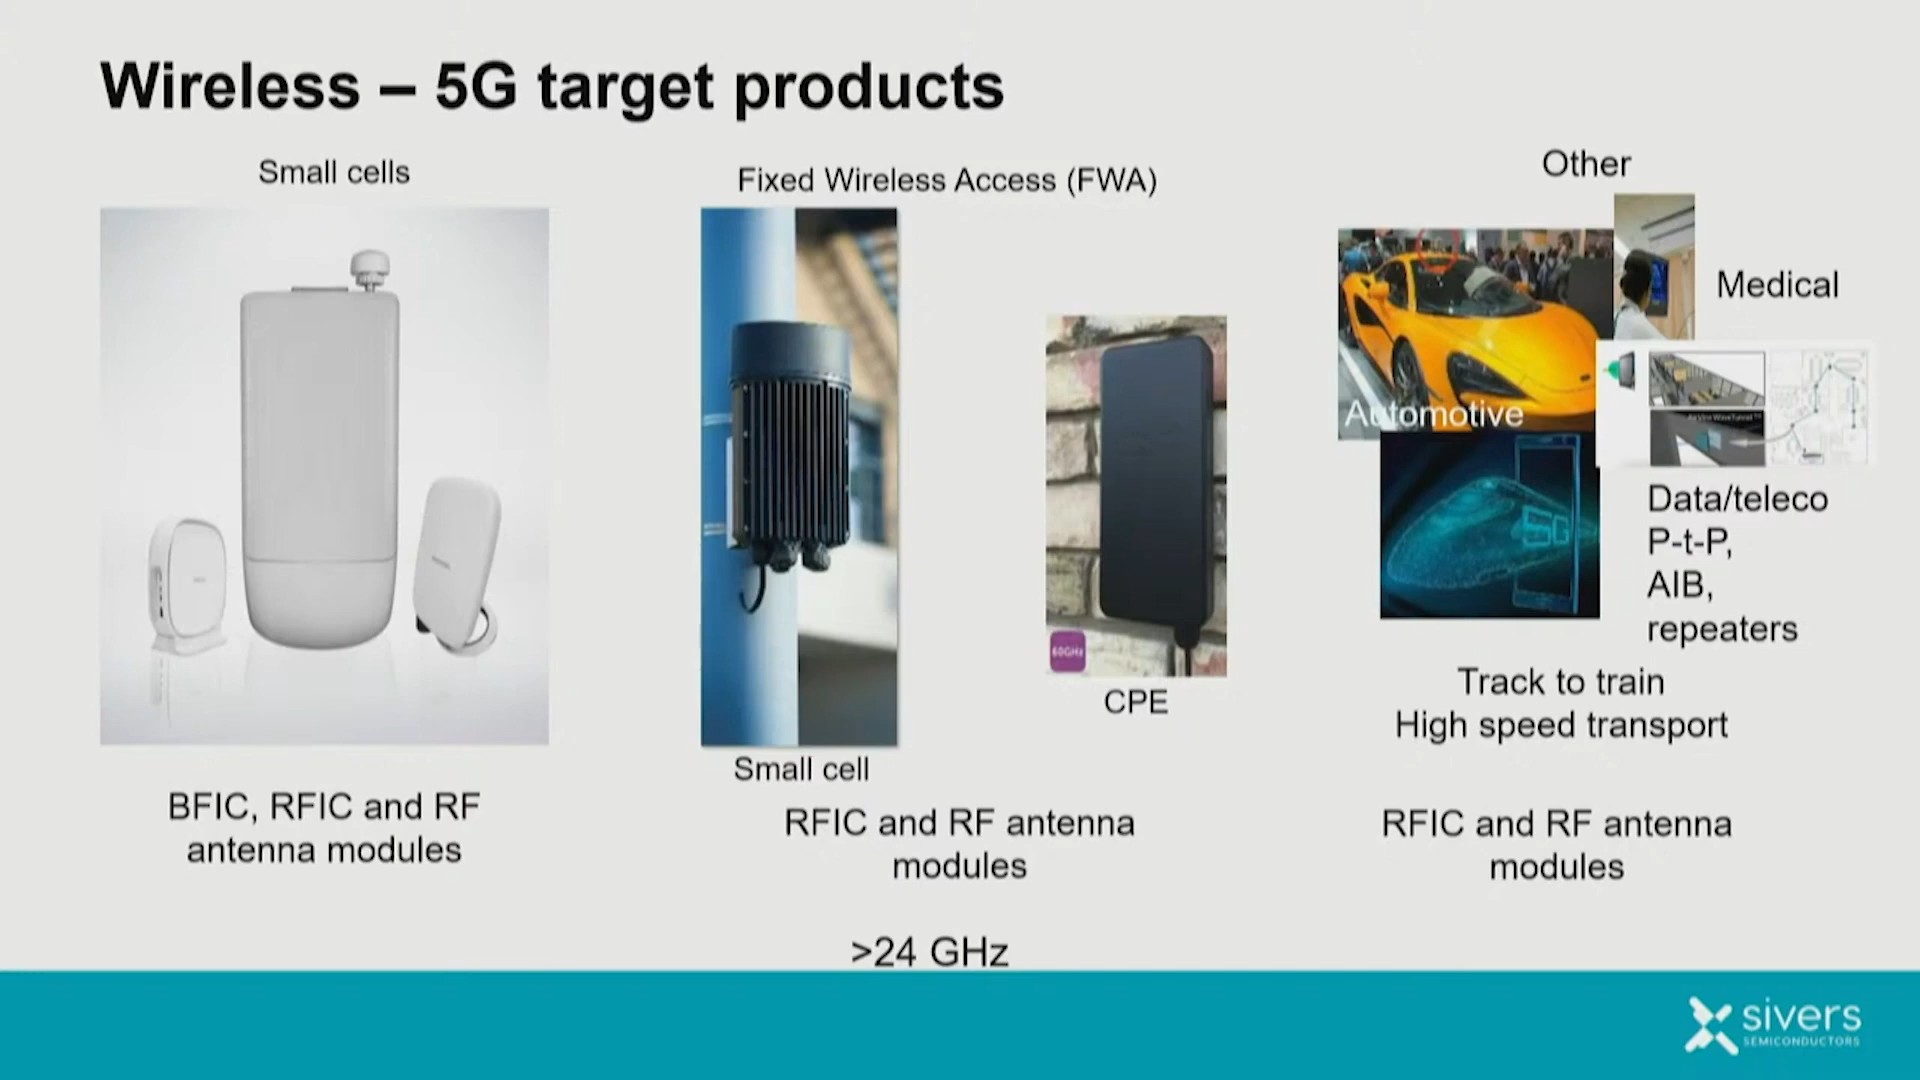 Wireless – 5G target products
Small cells
BFIC, RFIC and RF
antenna modules
Fixed Wireless Access (FWA)
60GHz
CPE
Small cell
RFIC and RF antenna
modules
>24 GHz
Other
Medical
Automotive
5G
Data/teleco
P-t-P,
AIB,
repeaters
Track to train
High speed transport
RFIC and RF antenna
modules
sivers
SEMICONDUCTORS